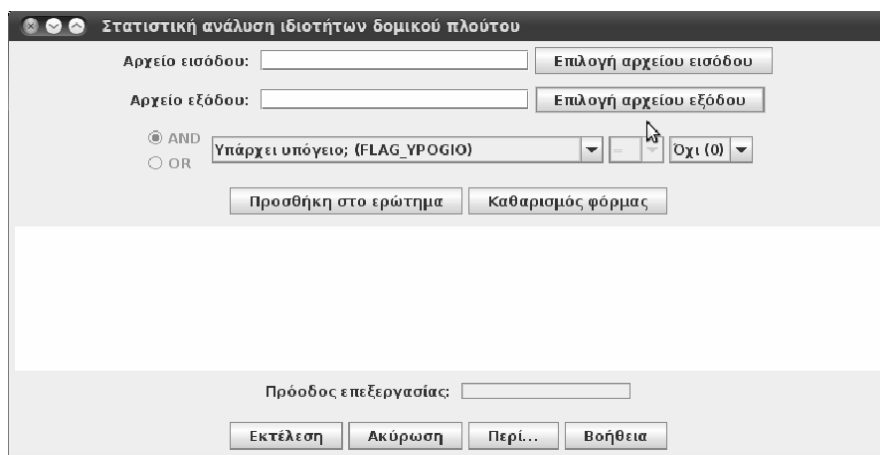 Στατιστική ανάλυση ιδιοτήτων δομικού πλούτου
Αρχείο εισόδου: Επιλογή αρχείου εισόδου
Αρχείο εξόδου: Επιλογή αρχείου εξόδου
AND
Υπάρχει υπόγειο; (FLAG_YPOGIO) = Όχι (0)
OR
Προσθήκη στο ερώτημα Καθαρισμός φόρμας
Πρόοδος επεξεργασίας:
Εκτέλεση Ακύρωση Περί... Βοήθεια